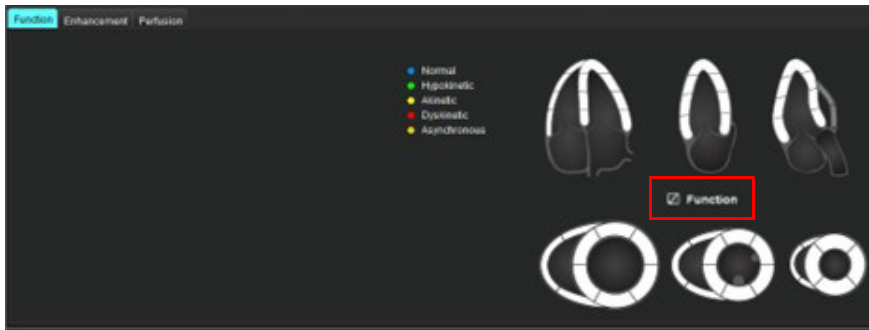 Function Enhancement Perfusion
Normal
Hypokinetic
Akinetic
Dyskinetic
Asynchronous
Function